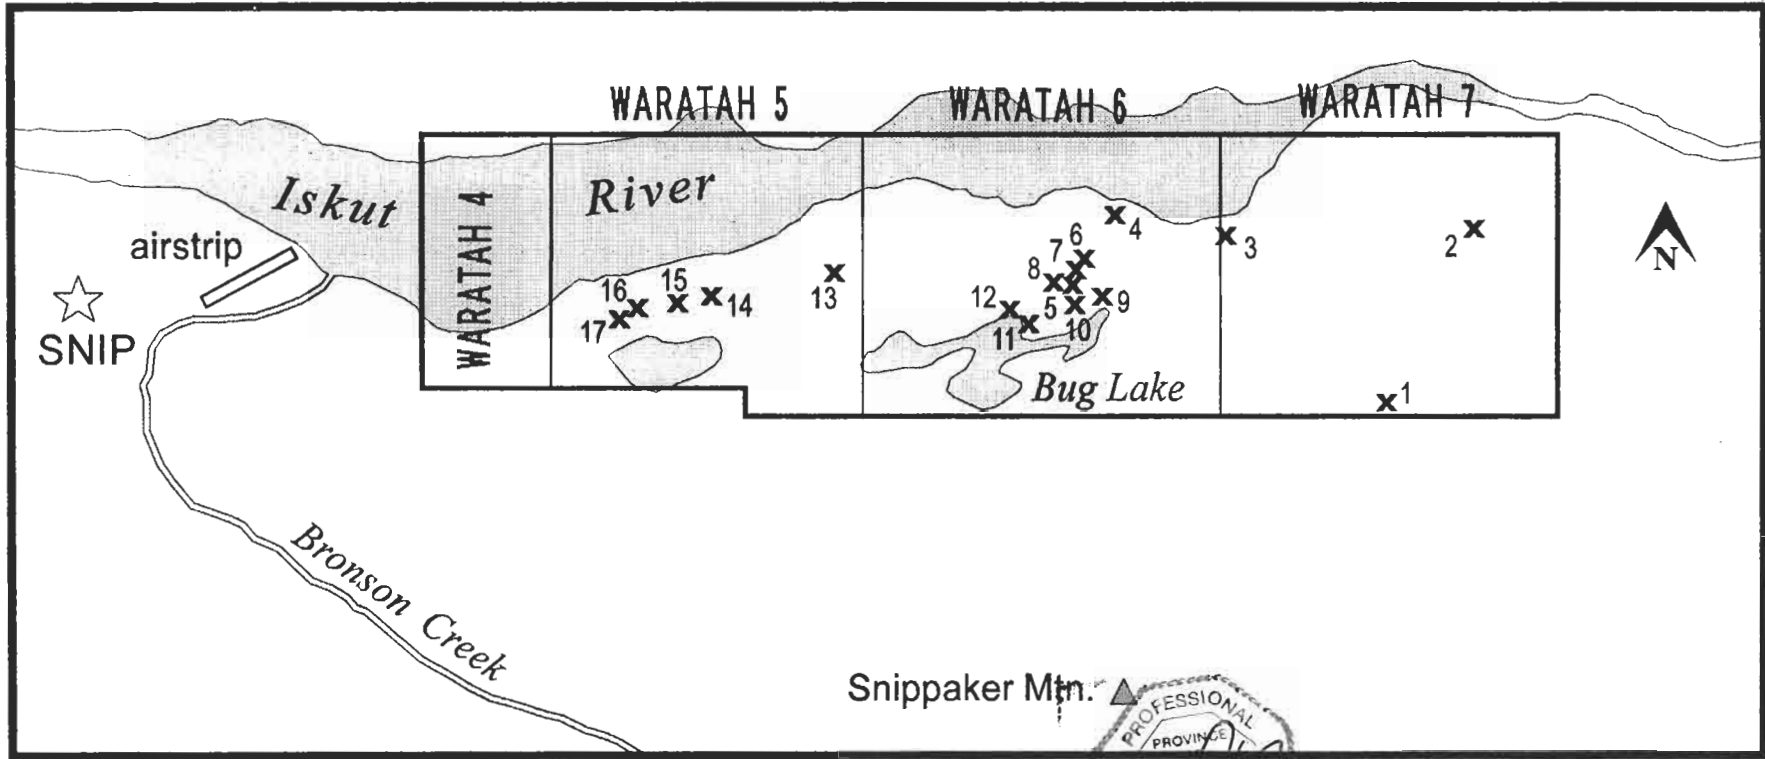 WARATAH 5
WARATAH 6
WARATAH 7
Iskut
River
WARATAH 4
airstrip
SNIP
4
3
2
6
7
8
5
9
10
12
11
13
14
15
16
17
1
Bug Lake
N
Bronson Creek
Snippaker Mtn.
PROFESSIONAL
PROVINCE